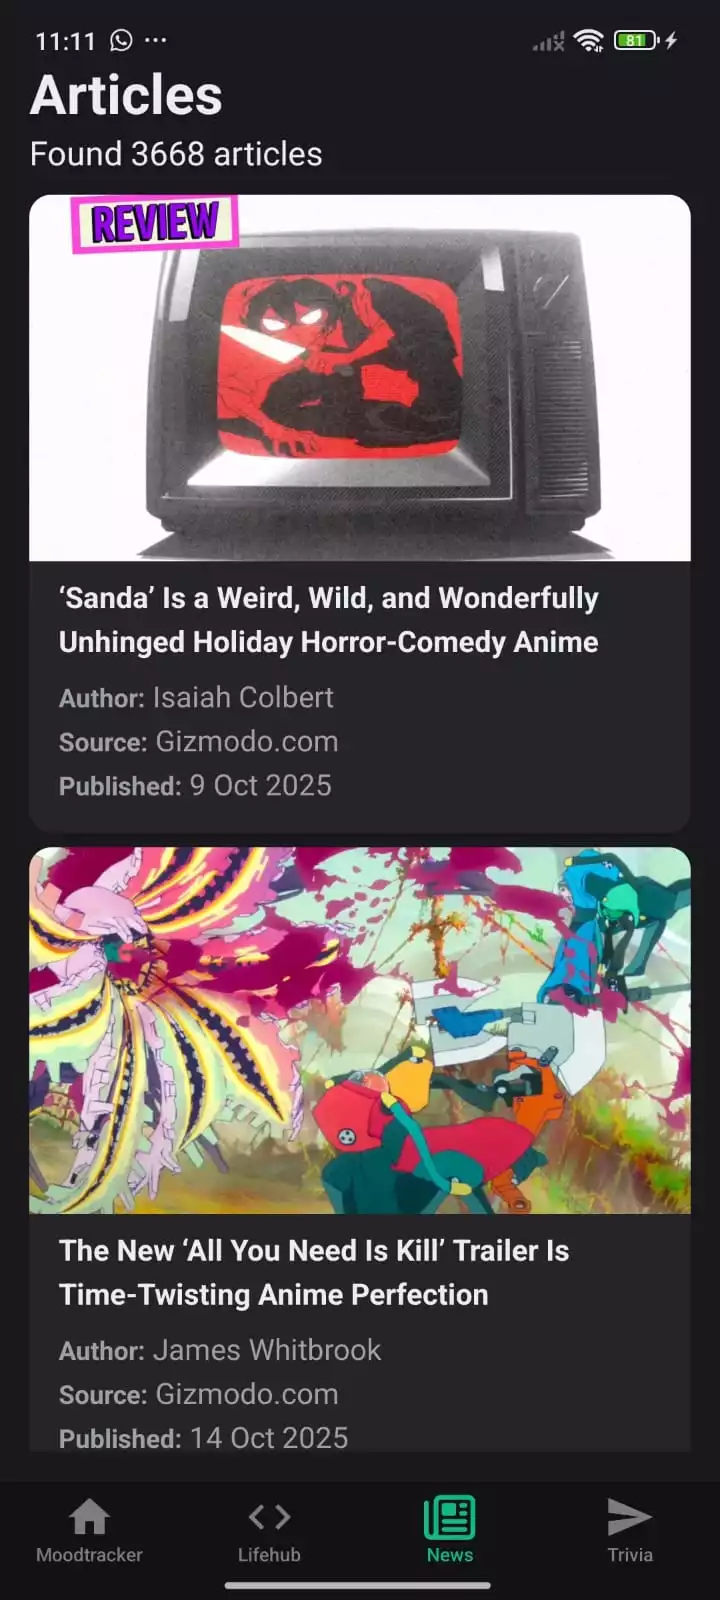 11:11
81
Articles
Found 3668 articles
REVIEW
‘Sanda’ Is a Weird, Wild, and Wonderfully
Unhinged Holiday Horror-Comedy Anime
Author: Isaiah Colbert
Source: Gizmodo.com
Published: 9 Oct 2025
The New ‘All You Need Is Kill’ Trailer Is
Time-Twisting Anime Perfection
Author: James Whitbrook
Source: Gizmodo.com
Published: 14 Oct 2025
Moodtracker
Lifehub
News
Trivia